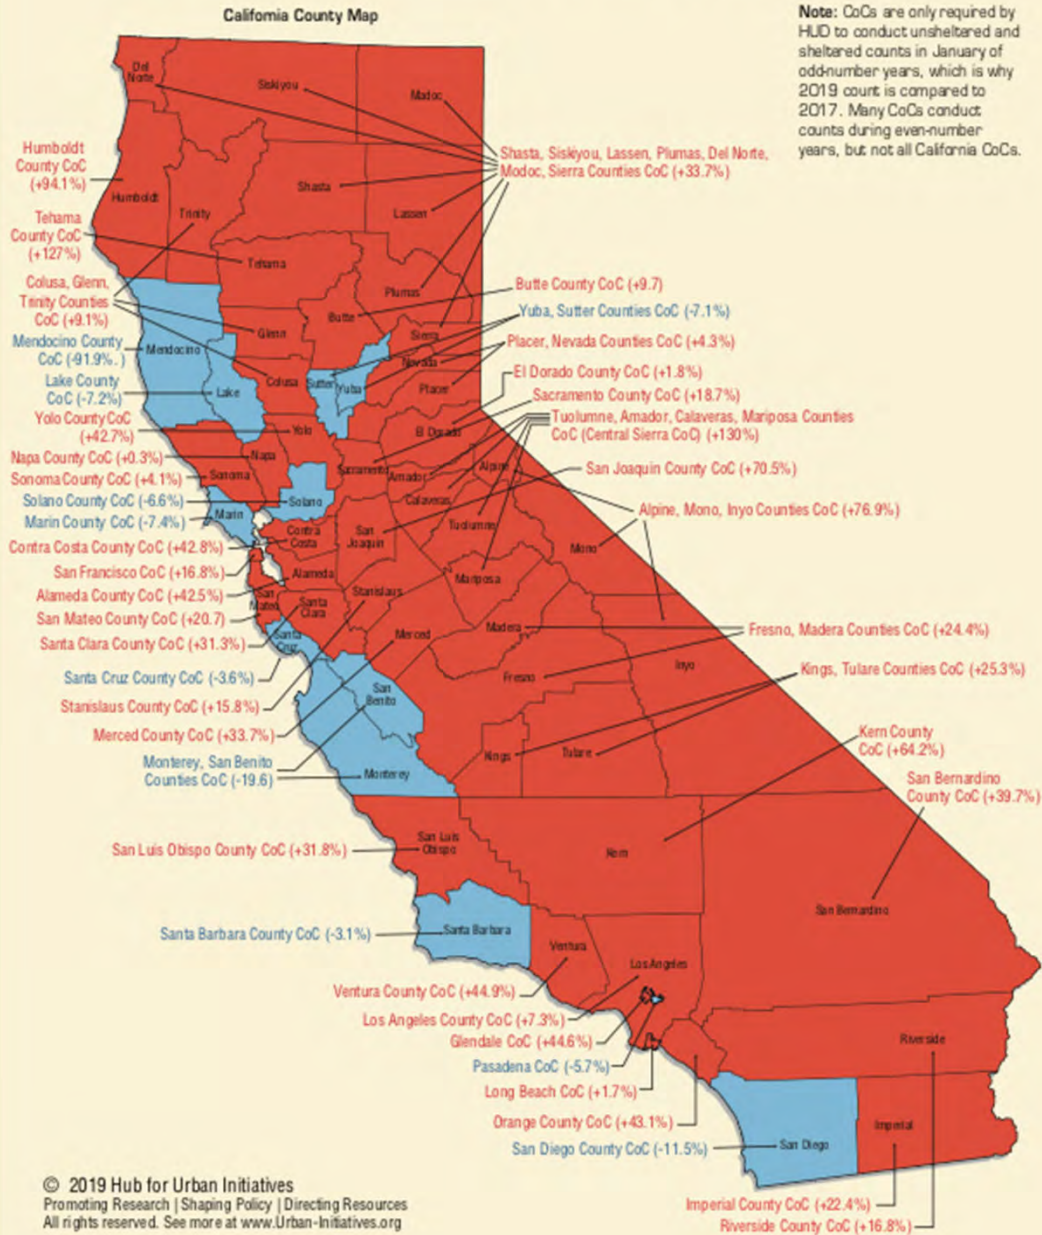 California County Map
Note: CoCs are only required by
HUD to conduct unsheltered and
sheltered counts in January of
odd-number years, which is why
2019 count is compared to
2017. Many CoCs conduct
counts during even-number
years, but not all California CoCs.
Del
Norte
Siskiyou
Modoc
Humboldt
County CoC
(+94.1%)
Shasta, Siskiyou, Lassen, Plumas, Del Norte,
Modoc, Sierra Counties CoC (+33.7%)
Humboldt
Trinity
Shasta
Lassen
Tehama
County CoC
(+127%)
Tehama
Plumas
Colusa, Glenn,
Trinity Counties
CoC (+9.1%)
Butte County CoC (+9.7)
Butte
Glenn
Sierra
Yuba, Sutter Counties CoC (-7.1%)
Mendocino County
CoC (-91.9%. )
Mendocino
Nevada
Placer, Nevada Counties CoC (+4.3%)
Lake County
CoC (-7.2%)
Lake
Colusa
Sutter
Yuba
Placer
El Dorado County CoC (+1.8%)
Sacramento County CoC (+18.7%)
Yolo County CoC
(+42.7%)
Yolo
El Dorado
Tuolumne, Amador, Calaveras, Mariposa Counties
CoC (Central Sierra CoC) (+130%)
Napa County CoC (+0.3%)
Napa
Sacramento
Amador
Alpine
San Joaquin County CoC (+70.5%)
Sonoma County CoC (+4.1%)
Sonoma
Solano County CoC (-6.6%)
Solano
Calaveras
Alpine, Mono, Inyo Counties CoC (+76.9%)
Marin County CoC (-7.4%)
Marin
Tuolumne
Contra
Costa
San
Joaquin
Mono
Contra Costa County CoC (+42.8%)
San Francisco CoC (+16.8%)
Alameda
Mariposa
Alameda County CoC (+42.5%)
San
Mateo
Santa
Clara
Stanislaus
San Mateo County CoC (+20.7)
Santa Clara County CoC (+31.3%)
Santa
Cruz
Merced
Madera
Fresno, Madera Counties CoC (+24.4%)
Inyo
Kings, Tulare Counties CoC (+25.3%)
Santa Cruz County CoC (-3.6%)
Fresno
San
Benito
Stanislaus County CoC (+15.8%)
Merced County CoC (+33.7%)
Kern County
CoC (+64.2%)
Monterey, San Benito
Counties CoC (-19.6)
Monterey
Kings
Tulare
San Bernardino
County CoC (+39.7%)
San Luis Obispo County CoC (+31.8%)
San Luis
Obispo
Kern
San Bernardino
Santa Barbara County CoC (-3.1%)
Santa Barbara
Ventura
Los Angeles
Ventura County CoC (+44.9%)
Los Angeles County CoC (+7.3%)
Glendale CoC (+44.6%)
Riverside
Pasadena CoC (-5.7%)
Long Beach CoC (+1.7%)
Orange County CoC (+43.1%)
San Diego County CoC (-11.5%)
San Diego
Imperial
© 2019 Hub for Urban Initiatives
Promoting Research | Shaping Policy | Directing Resources
All rights reserved. See more at www.Urban-Initiatives.org
Imperial County CoC (+22.4%)
Riverside County CoC (+16.8%)